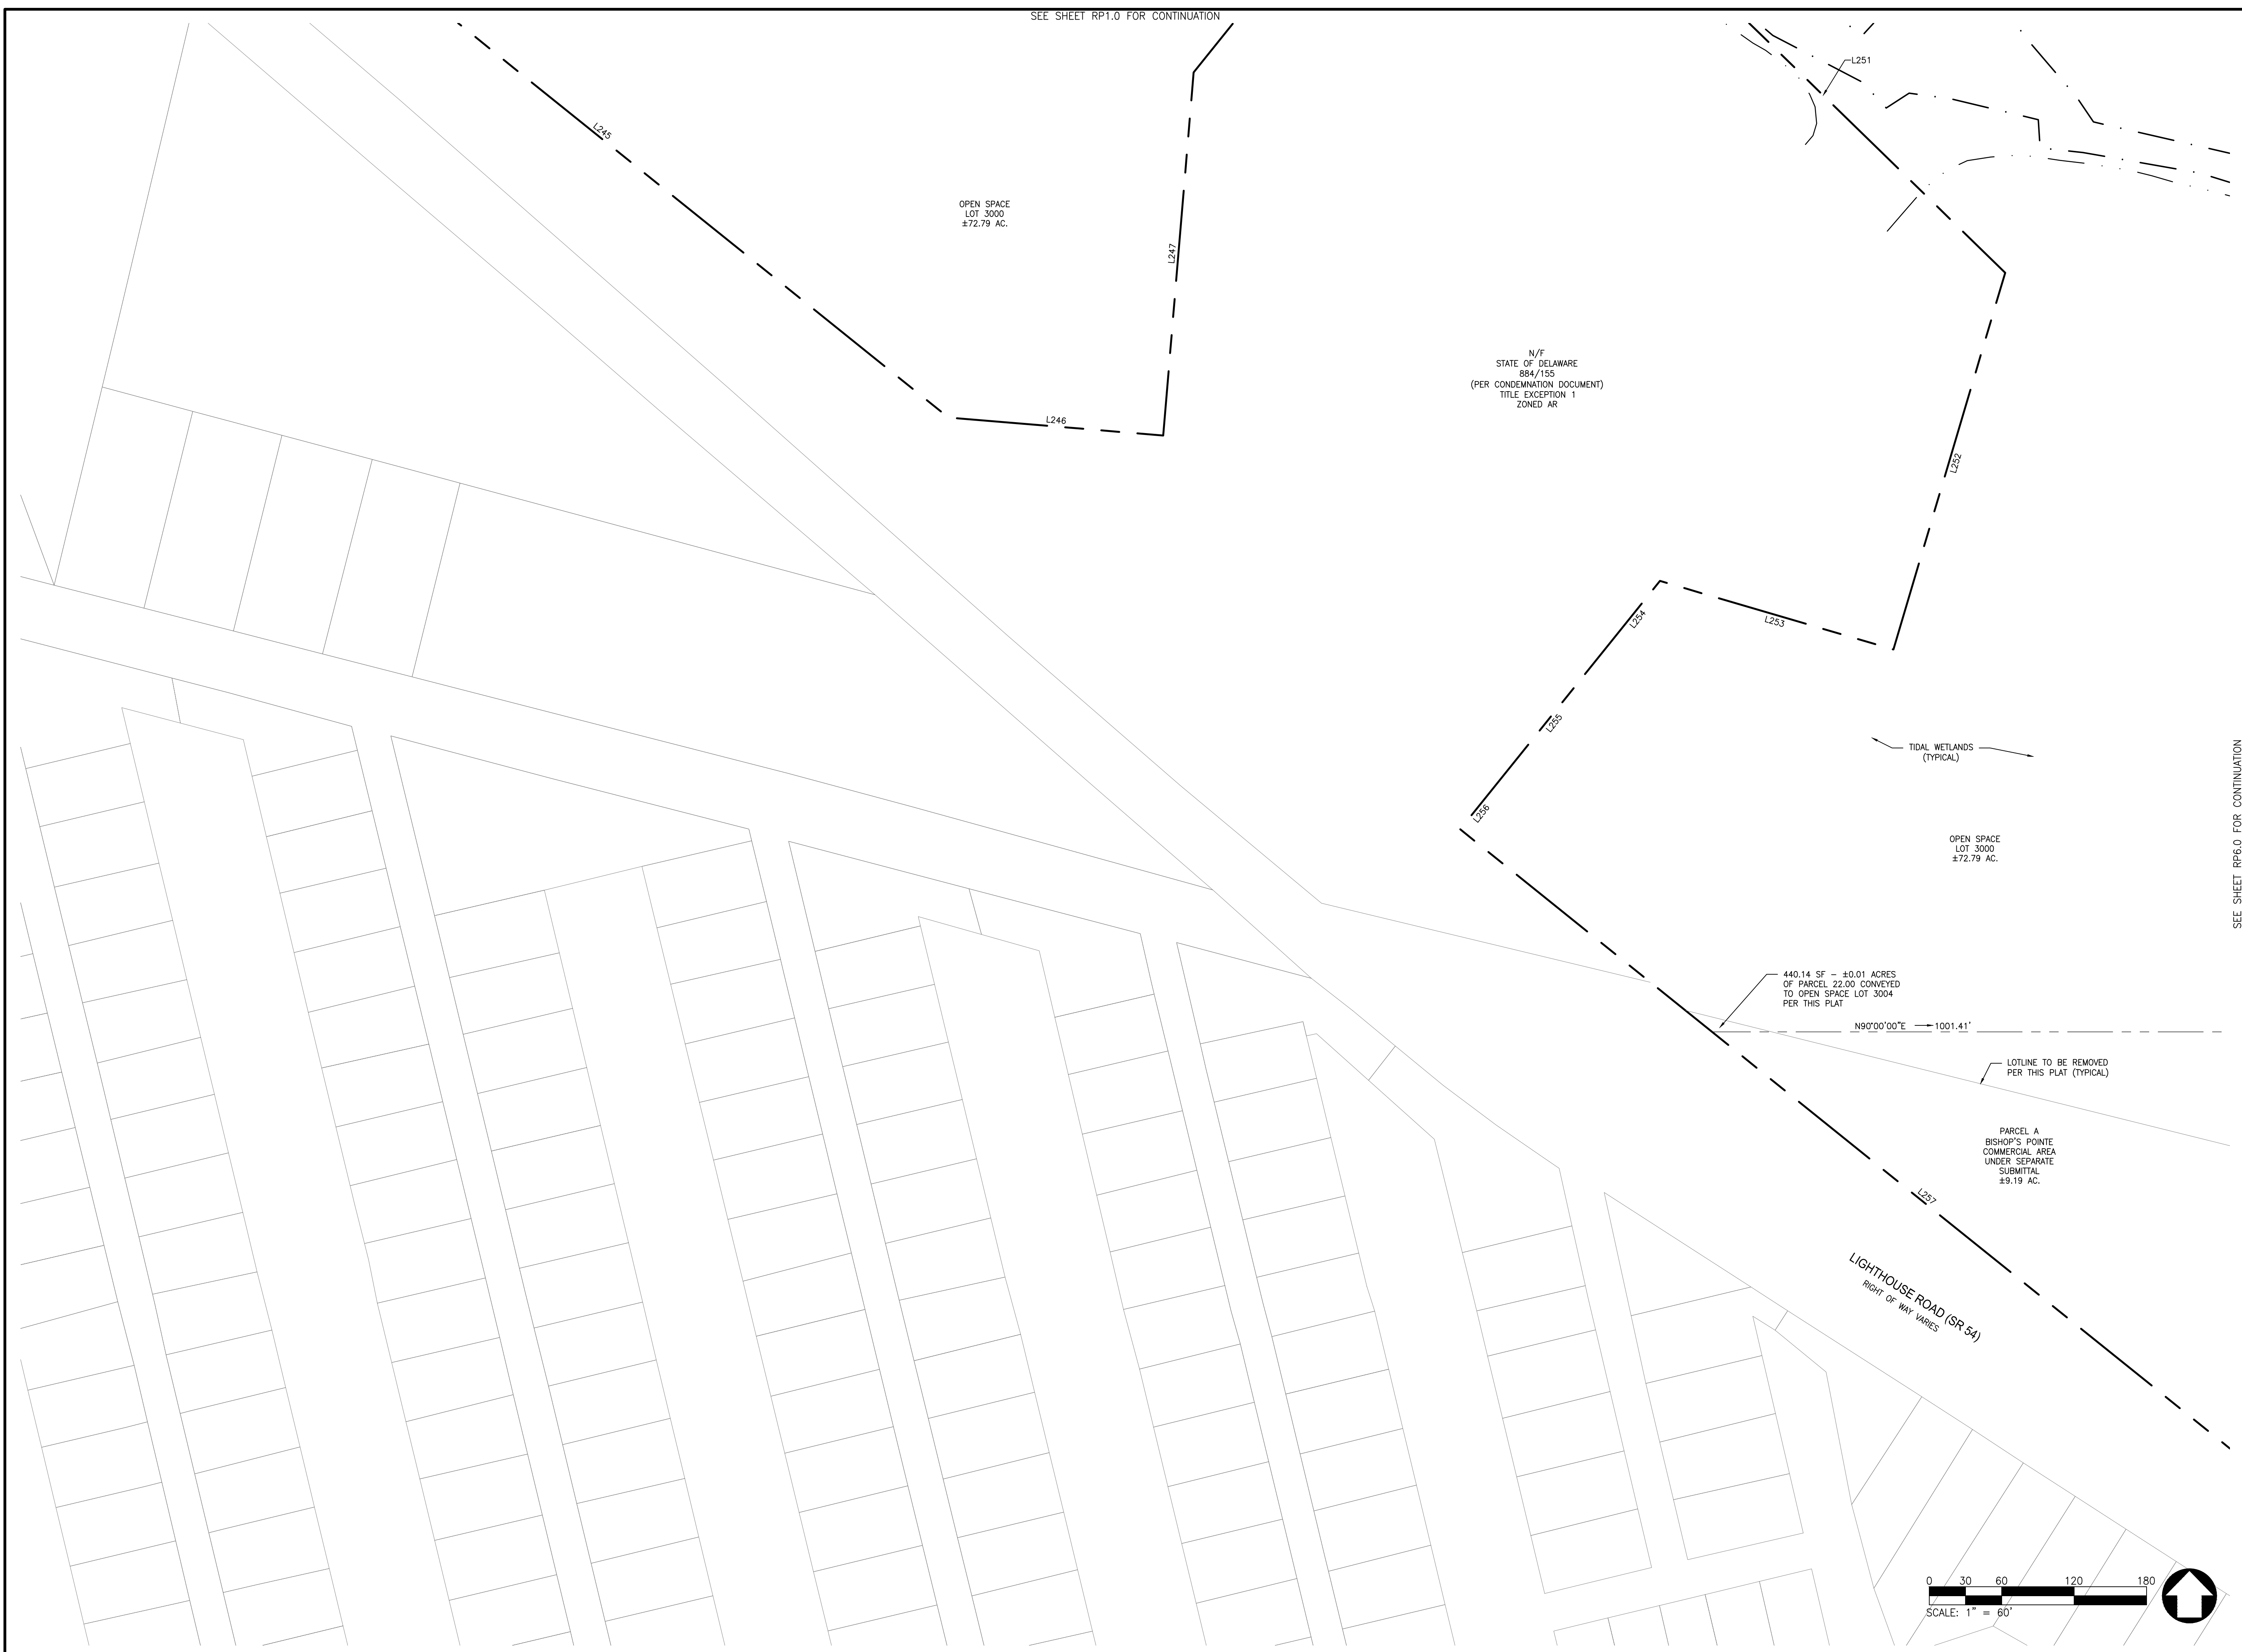 SEE SHEET RP1.0 FOR CONTINUATION
L251
L245
OPEN SPACE
LOT 3000
±72.79 AC.
L247
N/F
STATE OF DELAWARE
884/155
(PER CONDEMNATION DOCUMENT)
TITLE EXCEPTION 1
ZONED AR
L246
L252
L254
L253
L255
TIDAL WETLANDS
(TYPICAL)
L256
OPEN SPACE
LOT 3000
±72.79 AC.
SEE SHEET RP6.0 FOR CONTINUATION
440.14 SF – ±0.01 ACRES
OF PARCEL 22.00 CONVEYED
TO OPEN SPACE LOT 3004
PER THIS PLAT
N90°00'00"E 1001.41'
LOTLINE TO BE REMOVED
PER THIS PLAT (TYPICAL)
PARCEL A
BISHOP'S POINTE
COMMERCIAL AREA
UNDER SEPARATE
SUBMITTAL
±9.19 AC.
L257
LIGHTHOUSE ROAD (SR 54)
RIGHT OF WAY VARIES
0 30 60 120 180
SCALE: 1" = 60'